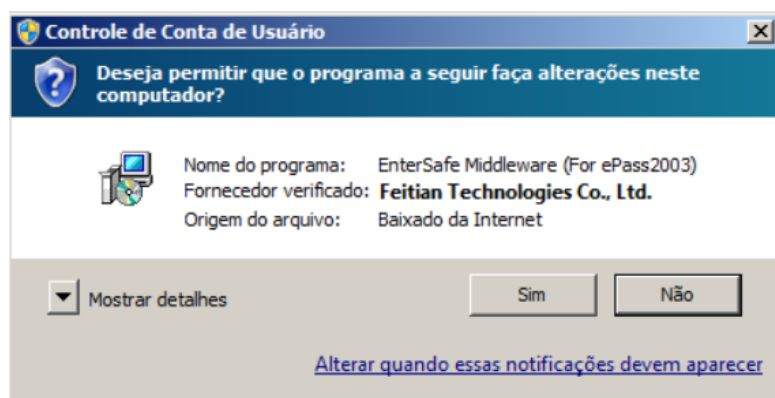 Controle de Conta de Usuário
Deseja permitir que o programa a seguir faça alterações neste
computador?
Nome do programa: EnterSafe Middleware (For ePass2003)
Fornecedor verificado: Feitian Technologies Co., Ltd.
Origem do arquivo: Baixado da Internet
Mostrar detalhes Sim Não
Alterar quando essas notificações devem aparecer